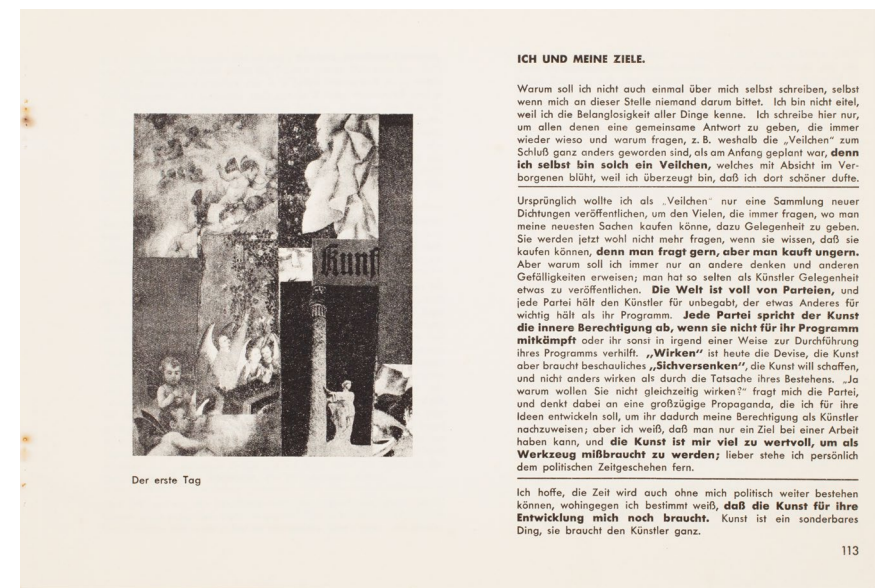 Kunſt
Der erste Tag
ICH UND MEINE ZIELE.
Warum soll ich nicht auch einmal über mich selbst schreiben, selbst
wenn mich an dieser Stelle niemand darum bittet. Ich bin nicht eitel,
weil ich die Belanglosigkeit aller Dinge kenne. Ich schreibe hier nur,
um allen denen eine gemeinsame Antwort zu geben, die immer
wieder wieso und warum fragen, z. B. weshalb die „Veilchen" zum
Schluß ganz anders geworden sind, als am Anfang geplant war, denn
ich selbst bin solch ein Veilchen, welches mit Absicht im Ver-
borgenen blüht, weil ich überzeugt bin, daß ich dort schöner dufte.
Ursprünglich wollte ich als „Veilchen" nur eine Sammlung neuer
Dichtungen veröffentlichen, um den Vielen, die immer fragen, wo man
meine neuesten Sachen kaufen könne, dazu Gelegenheit zu geben.
Sie werden jetzt wohl nicht mehr fragen, wenn sie wissen, daß sie
kaufen können, denn man fragt gern, aber man kauft ungern.
Aber warum soll ich immer nur an andere denken und anderen
Gefälligkeiten erweisen; man hat so selten als Künstler Gelegenheit
etwas zu veröffentlichen. Die Welt ist voll von Parteien, und
jede Partei hält den Künstler für unbegabt, der etwas Anderes für
wichtig hält als ihr Programm. Jede Partei spricht der Kunst
die innere Berechtigung ab, wenn sie nicht für ihr Programm
mitkämpft oder ihr sonst in irgend einer Weise zur Durchführung
ihres Programms verhilft. „Wirken" ist heute die Devise, die Kunst
aber braucht beschauliches „Sichversenken", die Kunst will schaffen,
und nicht anders wirken als durch die Tatsache ihres Bestehens. „Ja
warum wollen Sie nicht gleichzeitig wirken?" fragt mich die Partei,
und denkt dabei an eine großzügige Propaganda, die ich für ihre
Ideen entwickeln soll, um ihr dadurch meine Berechtigung als Künstler
nachzuweisen; aber ich weiß, daß man nur ein Ziel bei einer Arbeit
haben kann, und die Kunst ist mir viel zu wertvoll, um als
Werkzeug mißbraucht zu werden; lieber stehe ich persönlich
dem politischen Zeitgeschehen fern.
Ich hoffe, die Zeit wird auch ohne mich politisch weiter bestehen
können, wohingegen ich bestimmt weiß, daß die Kunst für ihre
Entwicklung mich noch braucht. Kunst ist ein sonderbares
Ding, sie braucht den Künstler ganz.
113